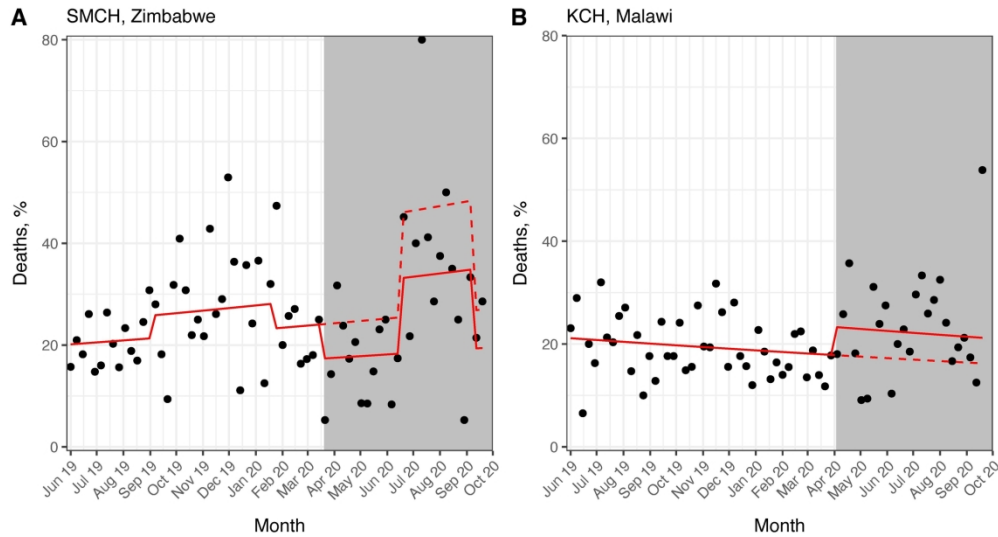 A SMCH, Zimbabwe
Deaths, %
80
60
40
20
0
Jun 19 Jul 19 Aug 19 Sep 19 Oct 19 Nov 19 Dec 19 Jan 20 Feb 20 Mar 20 Apr 20 May 20 Jun 20 Jul 20 Aug 20 Sep 20 Oct 20
Month
B KCH, Malawi
Deaths, %
80
60
40
20
0
Jun 19 Jul 19 Aug 19 Sep 19 Oct 19 Nov 19 Dec 19 Jan 20 Feb 20 Mar 20 Apr 20 May 20 Jun 20 Jul 20 Aug 20 Sep 20 Oct 20
Month